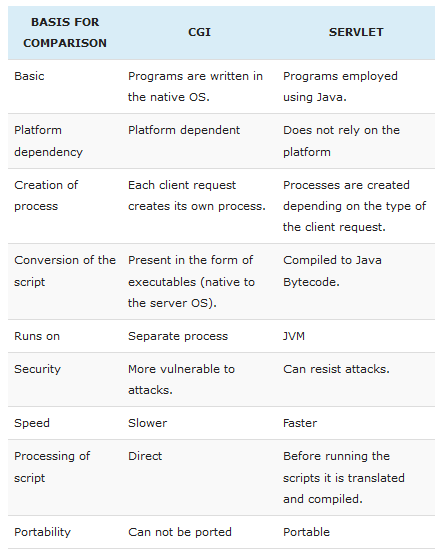 BASIS FOR COMPARISON | CGI | SERVLET
Basic | Programs are written in the native OS. | Programs employed using Java.
Platform dependency | Platform dependent | Does not rely on the platform
Creation of process | Each client request creates its own process. | Processes are created depending on the type of the client request.
Conversion of the script | Present in the form of executables (native to the server OS). | Compiled to Java Bytecode.
Runs on | Separate process | JVM
Security | More vulnerable to attacks. | Can resist attacks.
Speed | Slower | Faster
Processing of script | Direct | Before running the scripts it is translated and compiled.
Portability | Can not be ported | Portable